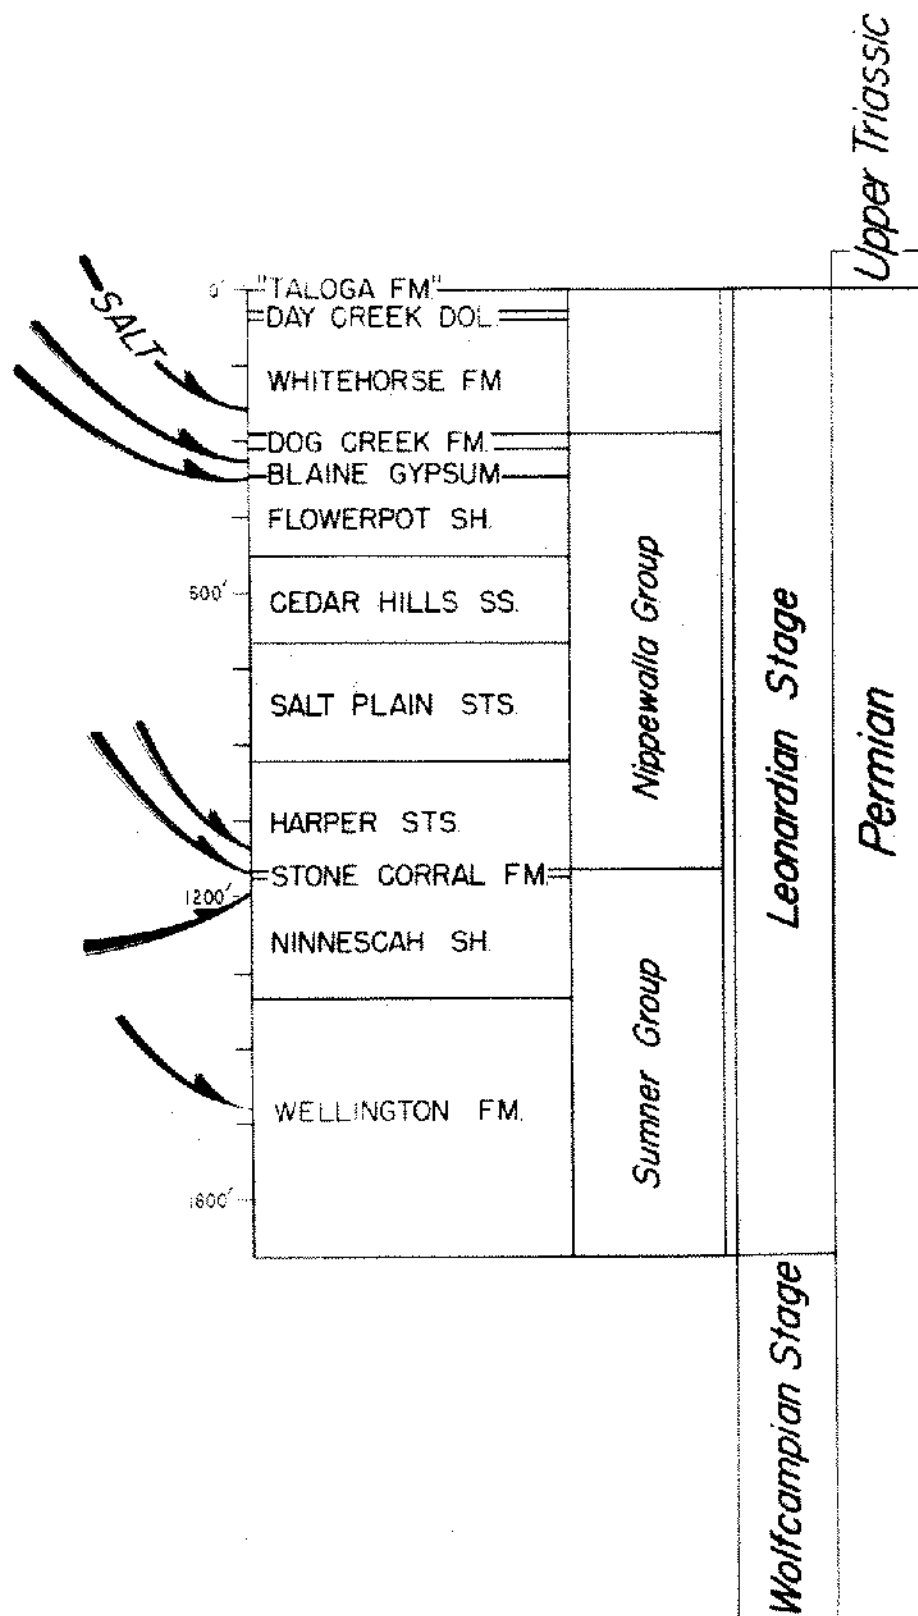 Upper Triassic
SALT
0'
"TALOGA FM."
DAY CREEK DOL.
WHITEHORSE FM
DOG CREEK FM.
BLAINE GYPSUM
FLOWERPOT SH.
600'
CEDAR HILLS SS.
SALT PLAIN STS.
HARPER STS.
STONE CORRAL FM.
1200'
NINNESCAH SH.
WELLINGTON FM.
1800'
Nippewalla Group
Sumner Group
Leonardian Stage
Wolfcampian Stage
Permian